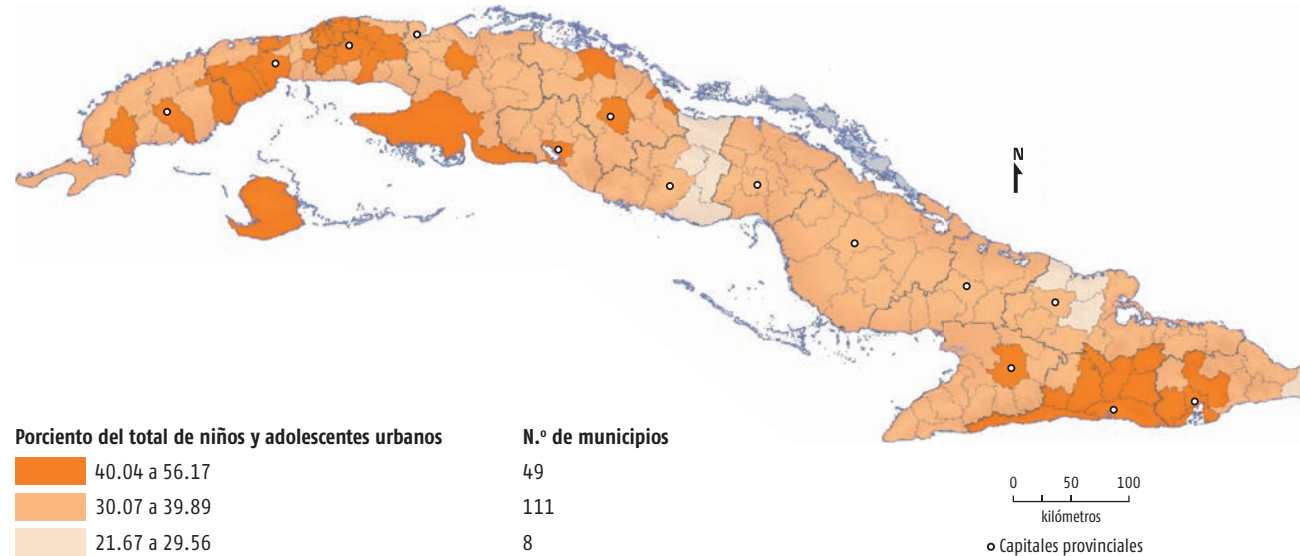 N
Porciento del total de niños y adolescentes urbanos N.º de municipios
40.04 a 56.17 49
30.07 a 39.89 111
21.67 a 29.56 8
0 50 100
kilómetros
Capitales provinciales